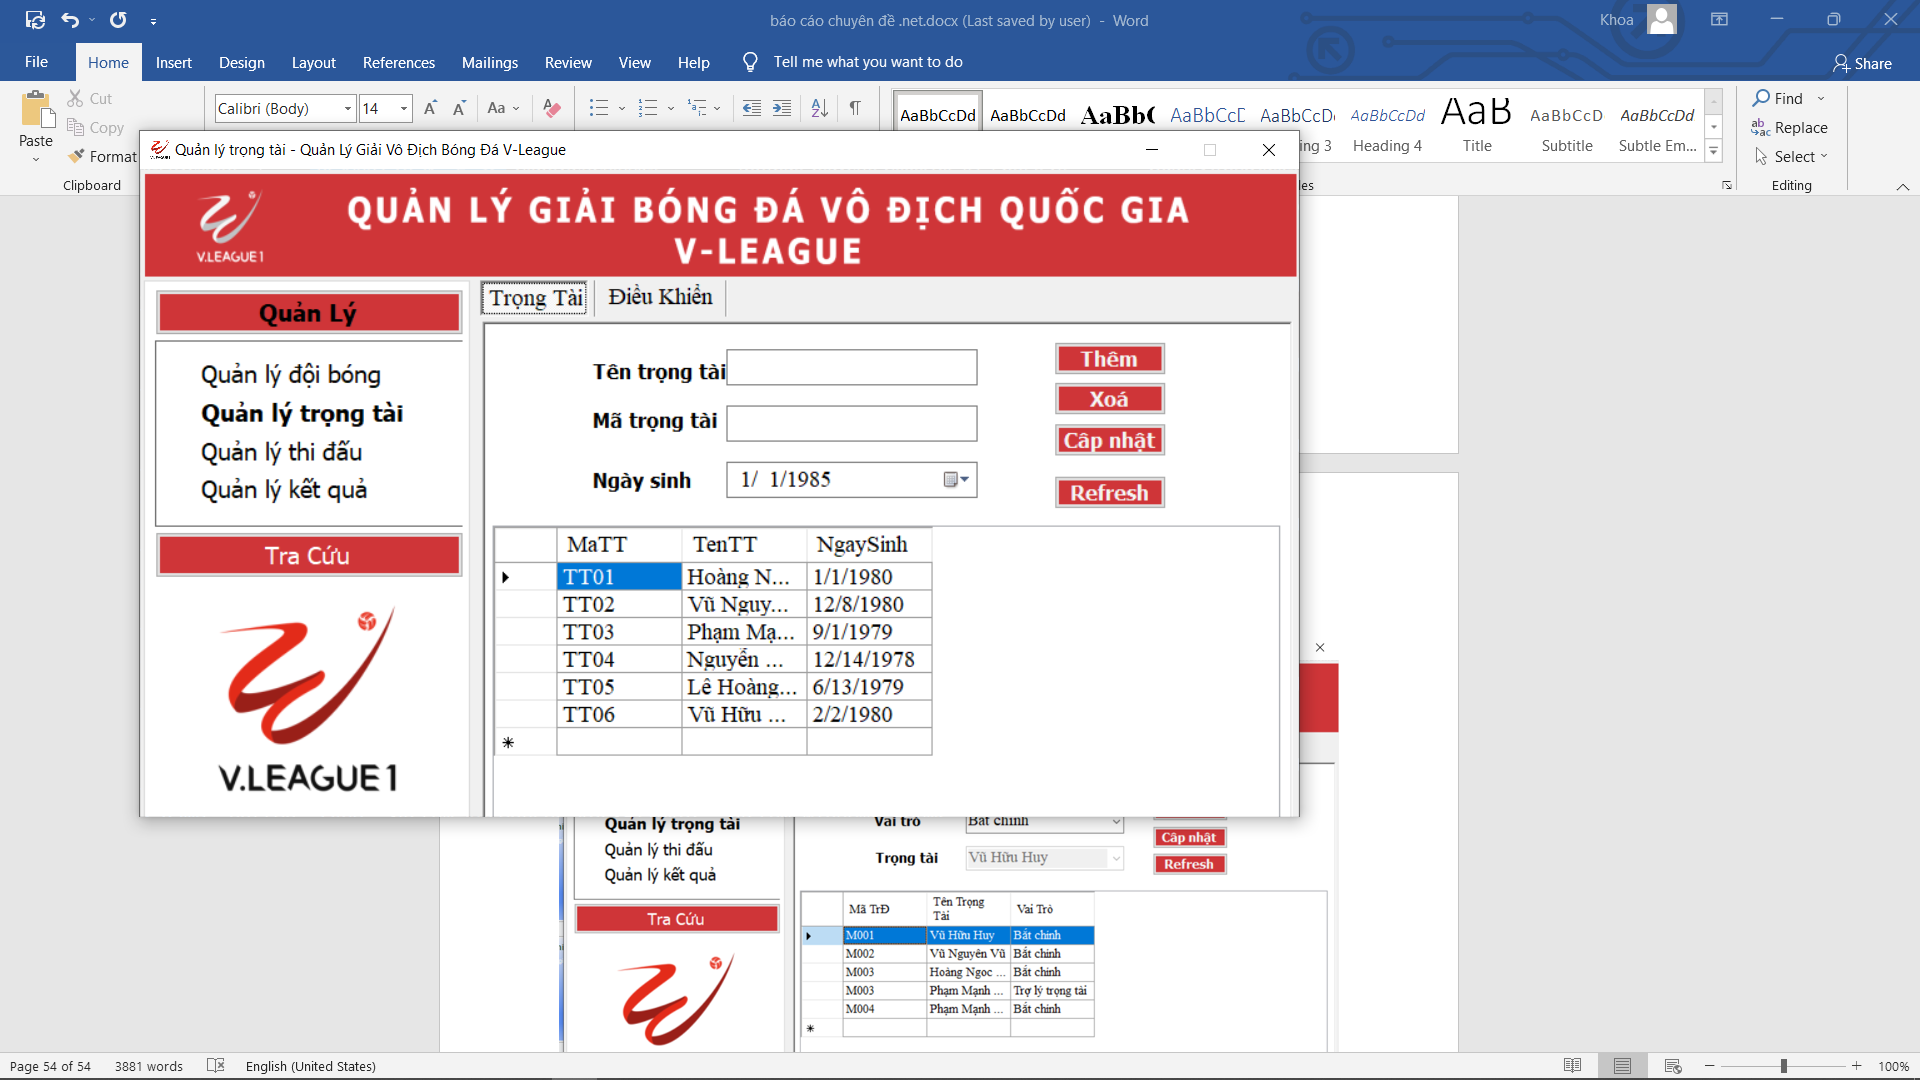 báo cáo chuyên đề .net.docx (Last saved by user) - Word
Khoa
File Home Insert Design Layout References Mailings Review View Help Tell me what you want to do Share
Paste
Cut
Copy
Format
Clipboard
Calibri (Body) 14
Aa
AaBbCcDd AaBbCcDd AaBb( AaBbCcD AaBbCcDd AaBbCcDd AaB AaBbCcD AaBbCcDd
ing 3 Heading 4 Title Subtitle Subtle Em...
les
Find
Replace
Select
Editing
Quản lý trọng tài - Quản Lý Giải Vô Địch Bóng Đá V-League
V.LEAGUE1
QUẢN LÝ GIẢI BÓNG ĐÁ VÔ ĐỊCH QUỐC GIA
V-LEAGUE
Quản Lý
Quản lý đội bóng
Quản lý trọng tài
Quản lý thi đấu
Quản lý kết quả
Tra Cứu
V.LEAGUE1
Trọng Tài Điều Khiển
Tên trọng tài
Mã trọng tài
Ngày sinh 1/ 1/1985
Thêm
Xoá
Câp nhật
Refresh
MaTT TenTT NgaySinh
TT01 Hoàng N... 1/1/1980
TT02 Vũ Nguy... 12/8/1980
TT03 Phạm Mạ... 9/1/1979
TT04 Nguyễn ... 12/14/1978
TT05 Lê Hoàng... 6/13/1979
TT06 Vũ Hữu ... 2/2/1980
Quản lý trọng tài
Quản lý thi đấu
Quản lý kết quả
Tra Cứu
Vai trò Bắt chính
Trọng tài Vũ Hữu Huy
Câp nhật
Refresh
Mã TrĐ Tên Trọng Tài Vai Trò
M001 Vũ Hữu Huy Bắt chính
M002 Vũ Nguyên Vũ Bắt chính
M003 Hoàng Ngọc ... Bắt chính
M003 Phạm Mạnh ... Trợ lý trọng tài
M004 Phạm Mạnh ... Bắt chính
Page 54 of 54 3881 words English (United States) 100%